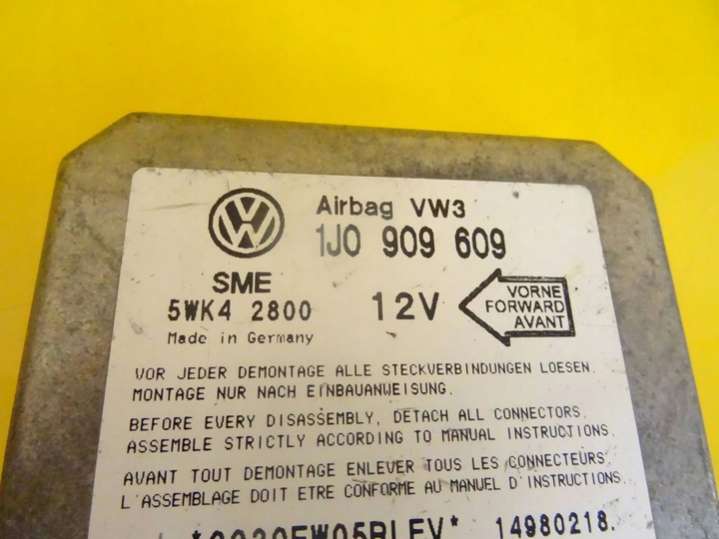 Airbag VW3
1J0 909 609
SME
5WK4 2800
12V
VORNE
FORWARD
AVANT
Made in Germany
VOR JEDER DEMONTAGE ALLE STECKVERBINDUNGEN LOESEN.
MONTAGE NUR NACH EINBAUANWEISUNG.
BEFORE EVERY DISASSEMBLY, DETACH ALL CONNECTORS.
ASSEMBLE STRICTLY ACCORDING TO MANUAL INSTRUCTIONS.
AVANT TOUT DEMONTAGE ENLEVER TOUS LES CONNECTEURS.
L'ASSEMBLAGE DOIT ETRE CONFORME AU MANUEL D'INSTRUCTIONS.
14980218.